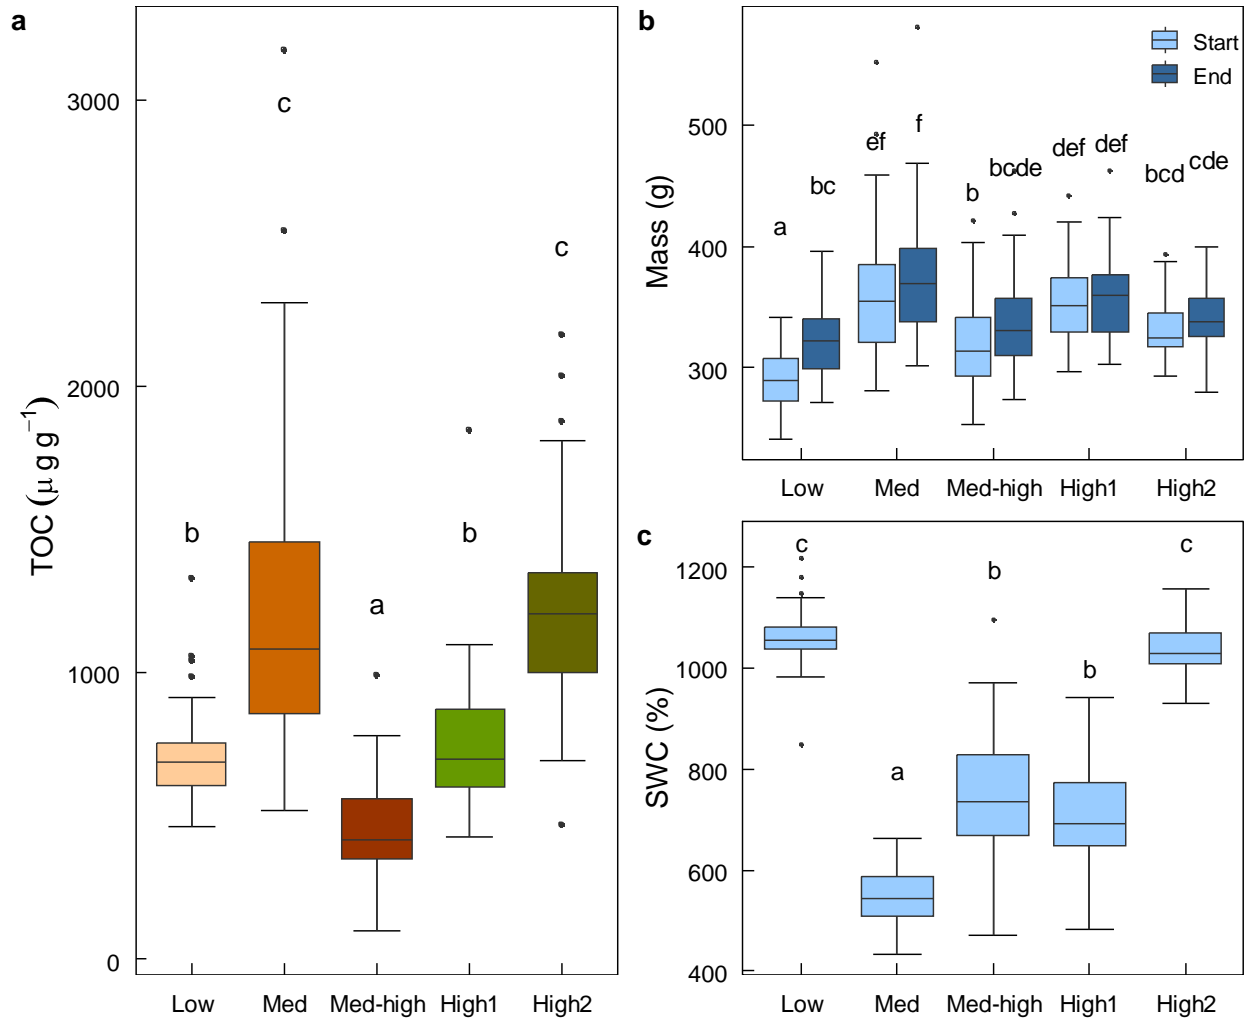 a
TOC (μ g g⁻¹)
3000
2000
1000
0
b
c
a
b
c
Low
Med
Med-high
High1
High2
b
Mass (g)
500
400
300
Start
End
a
bc
ef
f
b
bcde
def
def
bcd
cde
Low
Med
Med-high
High1
High2
c
SWC (%)
1200
1000
800
600
400
c
a
b
b
c
Low
Med
Med-high
High1
High2